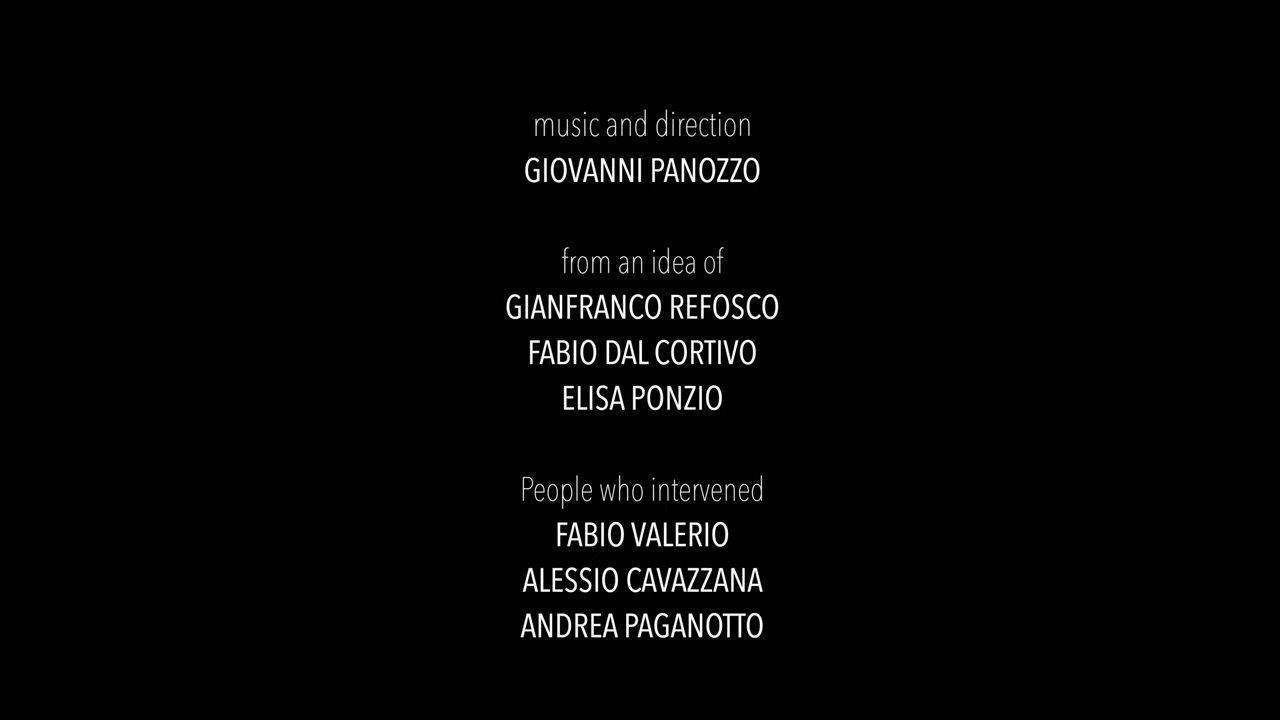 music and direction
GIOVANNI PANOZZO
from an idea of
GIANFRANCO REFOSCO
FABIO DAL CORTIVO
ELISA PONZIO
People who intervened
FABIO VALERIO
ALESSIO CAVAZZANA
ANDREA PAGANOTTO